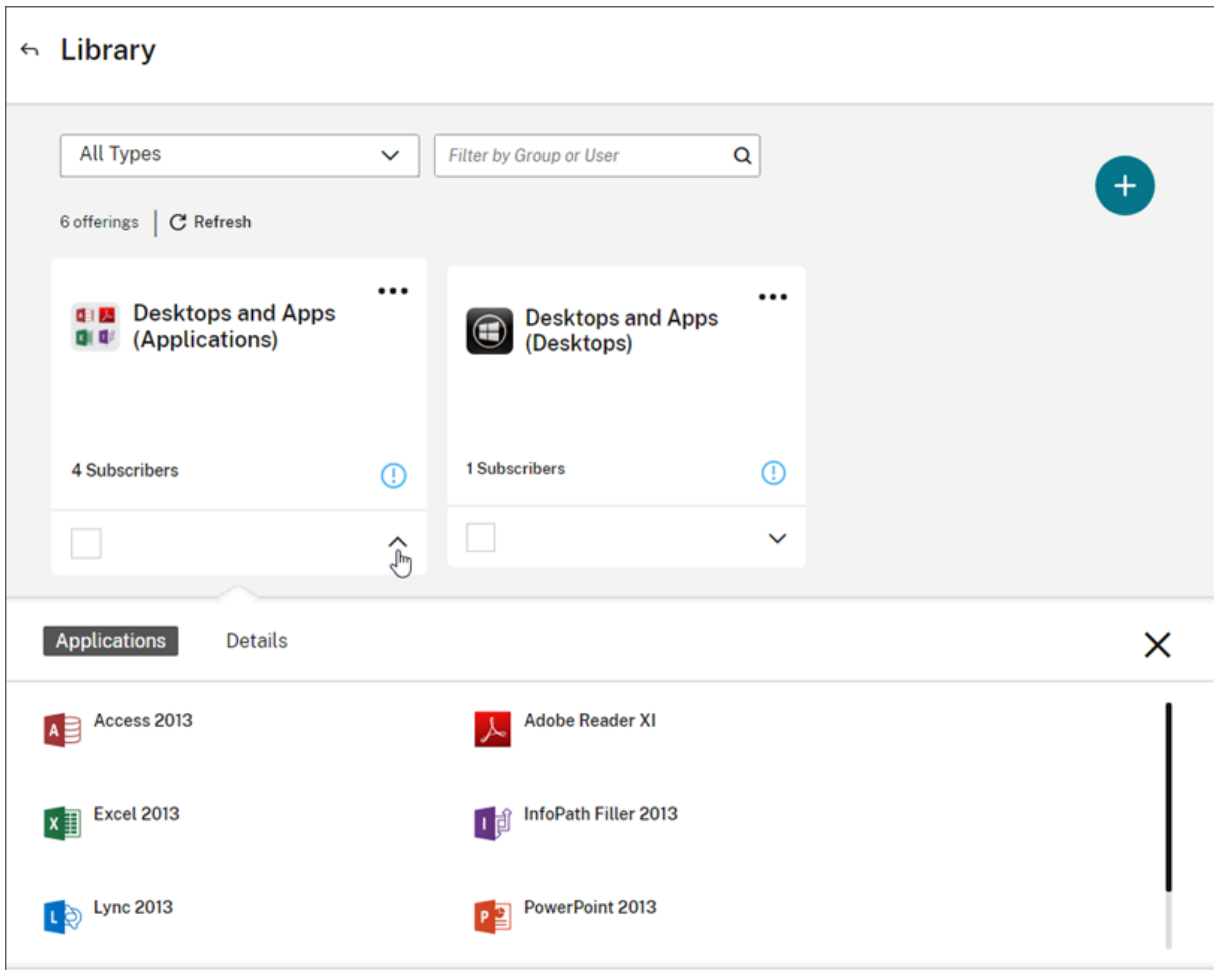 Library
All Types
Filter by Group or User
6 offerings
Refresh
Desktops and Apps
(Applications)
4 Subscribers
Desktops and Apps
(Desktops)
1 Subscribers
Applications
Details
Access 2013
Adobe Reader XI
Excel 2013
InfoPath Filler 2013
Lync 2013
PowerPoint 2013